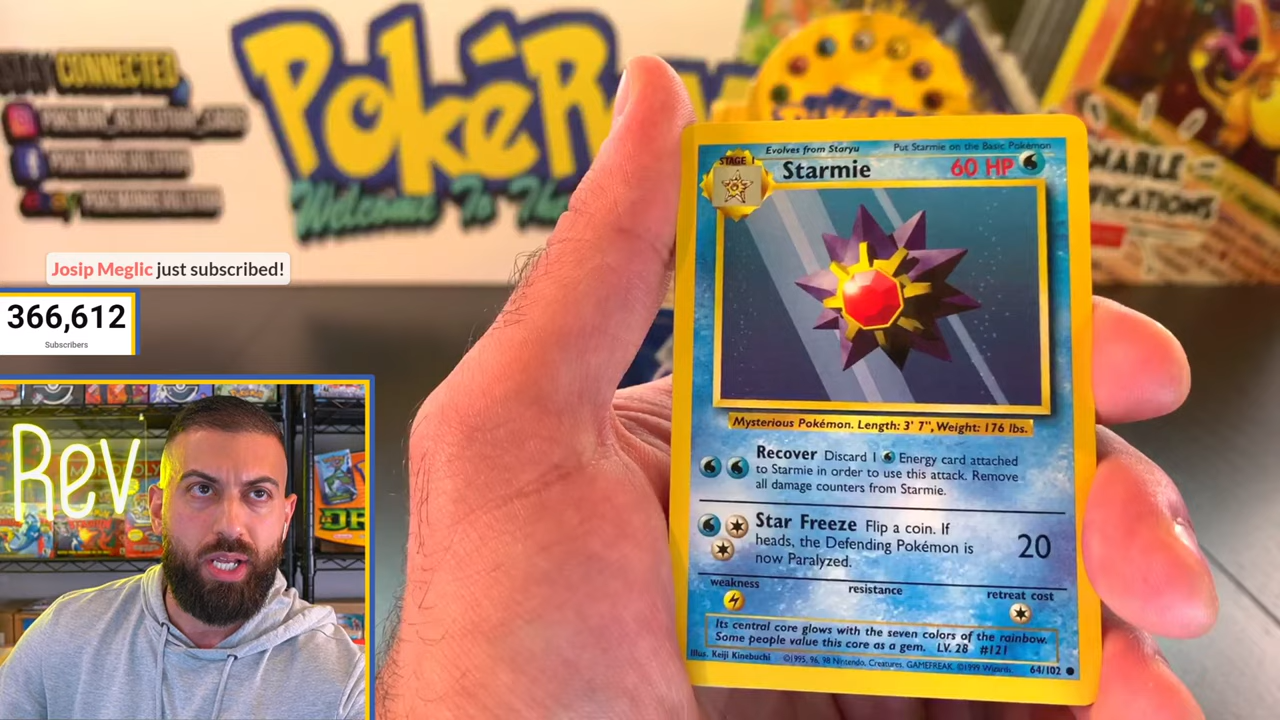 STAY CONNECTED
PokéRev
Welcome To The
Josip Meglic just subscribed!
366,612
Subscribers
Rev
MONOPOLY
STAGE 1
Evolves from Staryu
Put Starmie on the Basic Pokémon
Starmie
60 HP
Mysterious Pokémon. Length: 3' 7", Weight: 176 lbs.
Recover Discard 1 Energy card attached
to Starmie in order to use this attack. Remove
all damage counters from Starmie.
Star Freeze Flip a coin. If
heads, the Defending Pokémon is
now Paralyzed.
20
weakness
resistance
retreat cost
Its central core glows with the seven colors of the rainbow.
Some people value this core as a gem. LV. 28 #121
Illus. Keiji Kinebuchi ©1995, 96, 98 Nintendo, Creatures, GAMEFREAK. ©1999 Wizards. 64/102